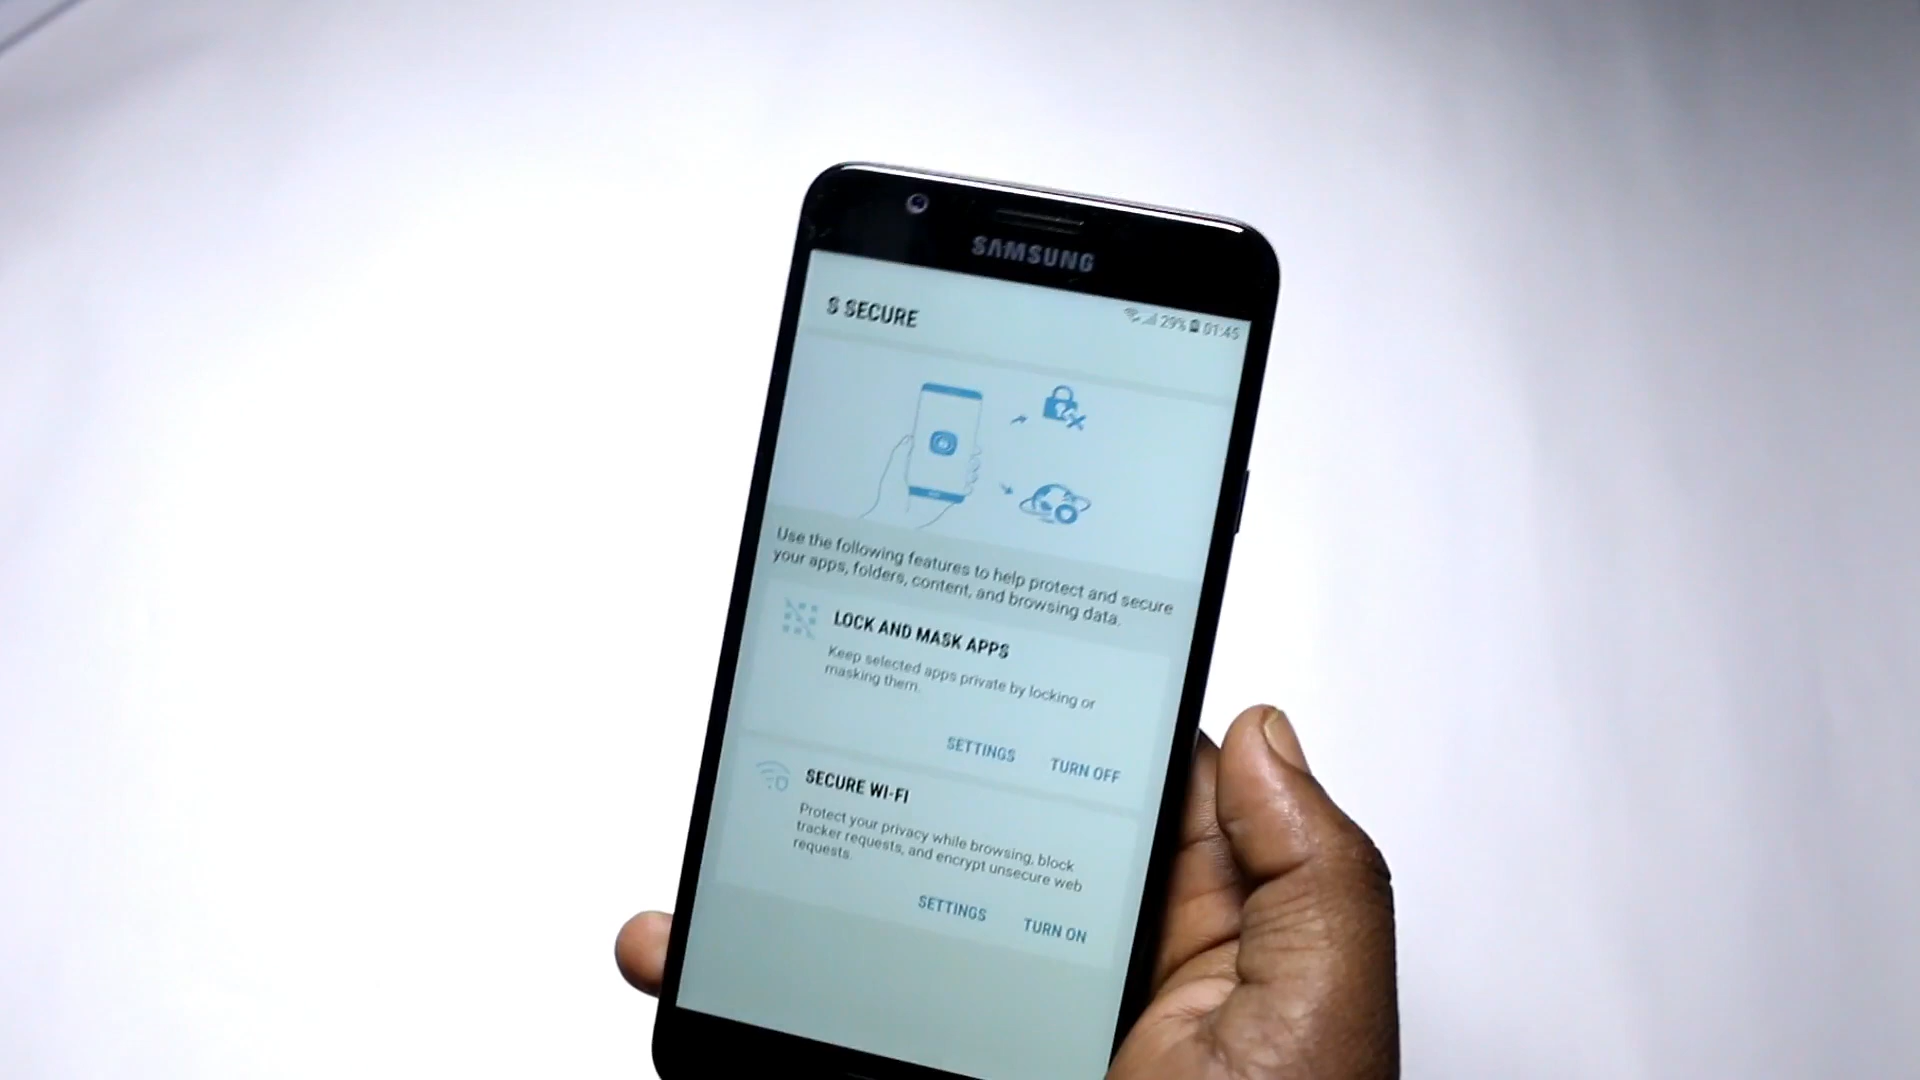 SAMSUNG
S SECURE
29% 01:45
Use the following features to help protect and secure
your apps, folders, content, and browsing data.
LOCK AND MASK APPS
Keep selected apps private by locking or
masking them.
SETTINGS TURN OFF
SECURE WI-FI
Protect your privacy while browsing, block
tracker requests, and encrypt unsecure web
requests.
SETTINGS TURN ON